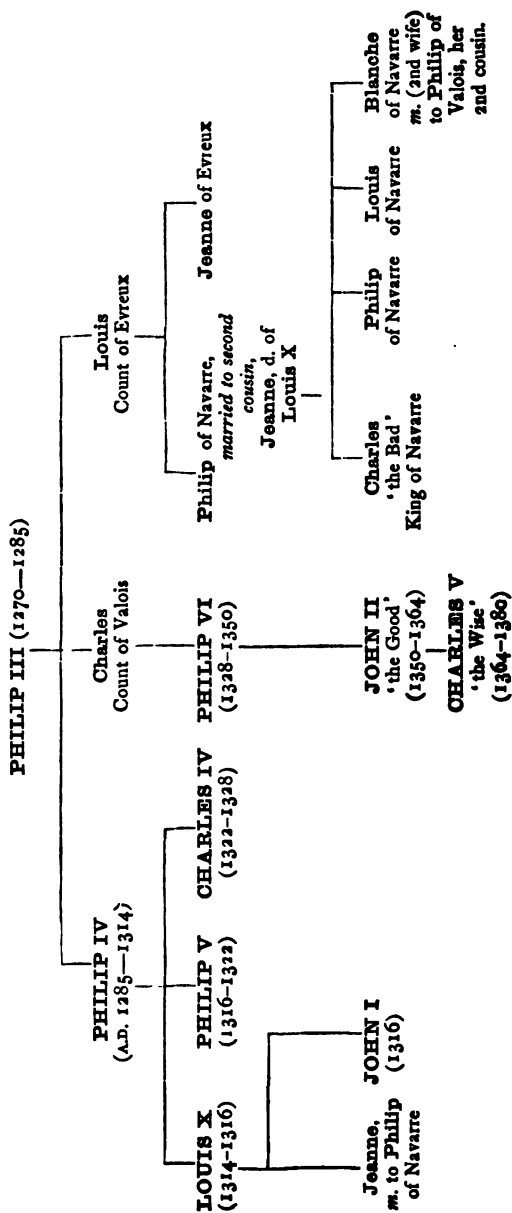 PHILIP III (1270—1285)
PHILIP IV
(A.D. 1285—1314)
Charles
Count of Valois
Louis
Count of Evreux
LOUIS X
(1314–1316)
PHILIP V
(1316–1322)
CHARLES IV
(1322–1328)
PHILIP VI
(1328–1350)
Philip of Navarre,
married to second
cousin,
Jeanne, d. of
Louis X
Jeanne of Evreux
Jeanne,
m. to Philip
of Navarre
JOHN I
(1316)
JOHN II
'the Good'
(1350–1364)
CHARLES V
'the Wise'
(1364–1380)
Charles
'the Bad'
King of Navarre
Philip
of Navarre
Louis
of Navarre
Blanche
of Navarre
m. (2nd wife)
to Philip of
Valois, her
2nd cousin.